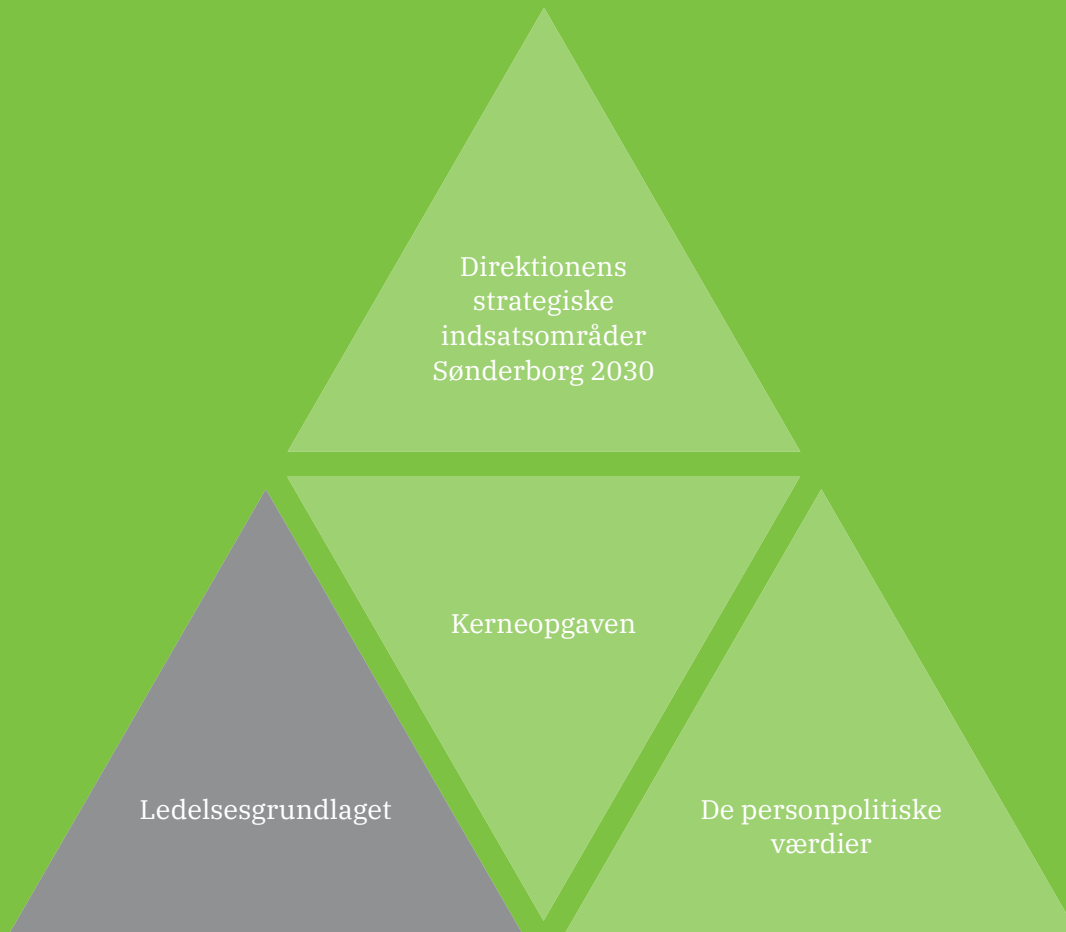 Direktionens
strategiske
indsatsområder
Sønderborg 2030
Kerneopgaven
Ledelsesgrundlaget
De personpolitiske
værdier